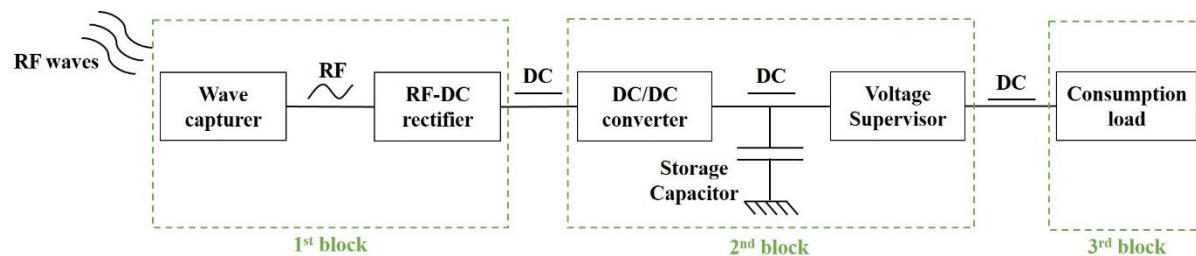 RF waves
Wave
capturer
RF
RF-DC
rectifier
DC
DC/DC
converter
DC
Storage
Capacitor
Voltage
Supervisor
DC
Consumption
load
1st block
2nd block
3rd block